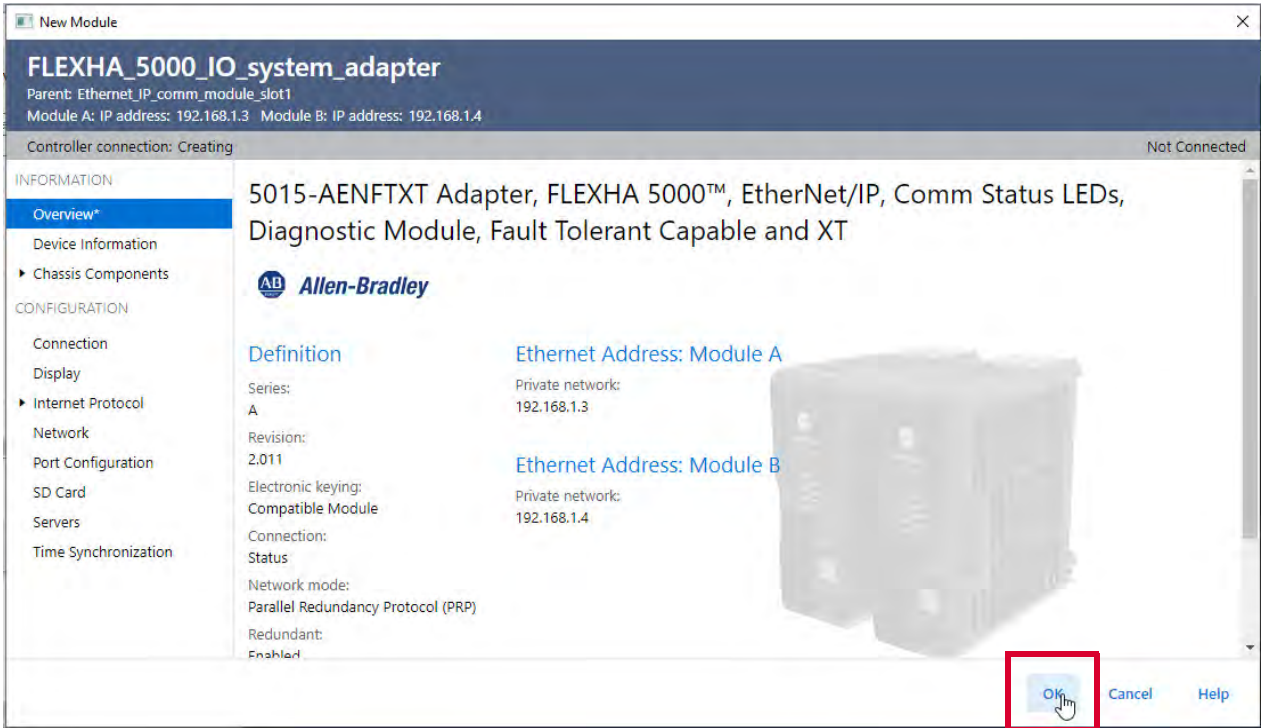 New Module
FLEXHA_5000_IO_system_adapter
Parent: Ethernet_IP_comm_module_slot1
Module A: IP address: 192.168.1.3 Module B: IP address: 192.168.1.4
Controller connection: Creating
Not Connected
INFORMATION
Overview*
Device Information
Chassis Components
CONFIGURATION
Connection
Display
Internet Protocol
Network
Port Configuration
SD Card
Servers
Time Synchronization
5015-AENFTXT Adapter, FLEXHA 5000™, EtherNet/IP, Comm Status LEDs,
Diagnostic Module, Fault Tolerant Capable and XT
AB Allen-Bradley
Definition
Series:
A
Revision:
2.011
Electronic keying:
Compatible Module
Connection:
Status
Network mode:
Parallel Redundancy Protocol (PRP)
Redundant:
Enabled
Ethernet Address: Module A
Private network:
192.168.1.3
Ethernet Address: Module B
Private network:
192.168.1.4
OK
Cancel
Help